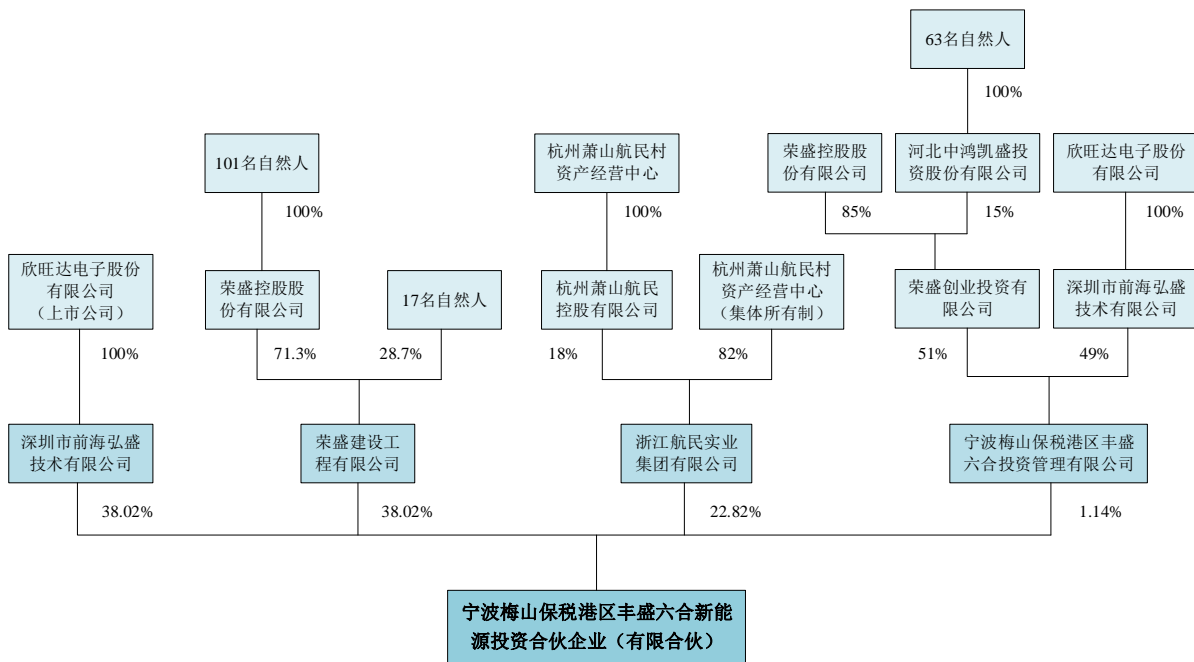 63名自然人
100%
101名自然人
杭州萧山航民村
资产经营中心
荣盛控股股
份有限公司
河北中鸿凯盛投
资股份有限公司
欣旺达电子股份
有限公司
100%
100%
85%
15%
100%
欣旺达电子股份
有限公司
（上市公司）
荣盛控股股
份有限公司
17名自然人
杭州萧山航民
控股有限公司
杭州萧山航民村
资产经营中心
（集体所有制）
荣盛创业投资有
限公司
深圳市前海弘盛
技术有限公司
100%
71.3%
28.7%
18%
82%
51%
49%
深圳市前海弘盛
技术有限公司
荣盛建设工
程有限公司
浙江航民实业
集团有限公司
宁波梅山保税港区丰盛
六合投资管理有限公司
38.02%
38.02%
22.82%
1.14%
宁波梅山保税港区丰盛六合新能
源投资合伙企业（有限合伙）